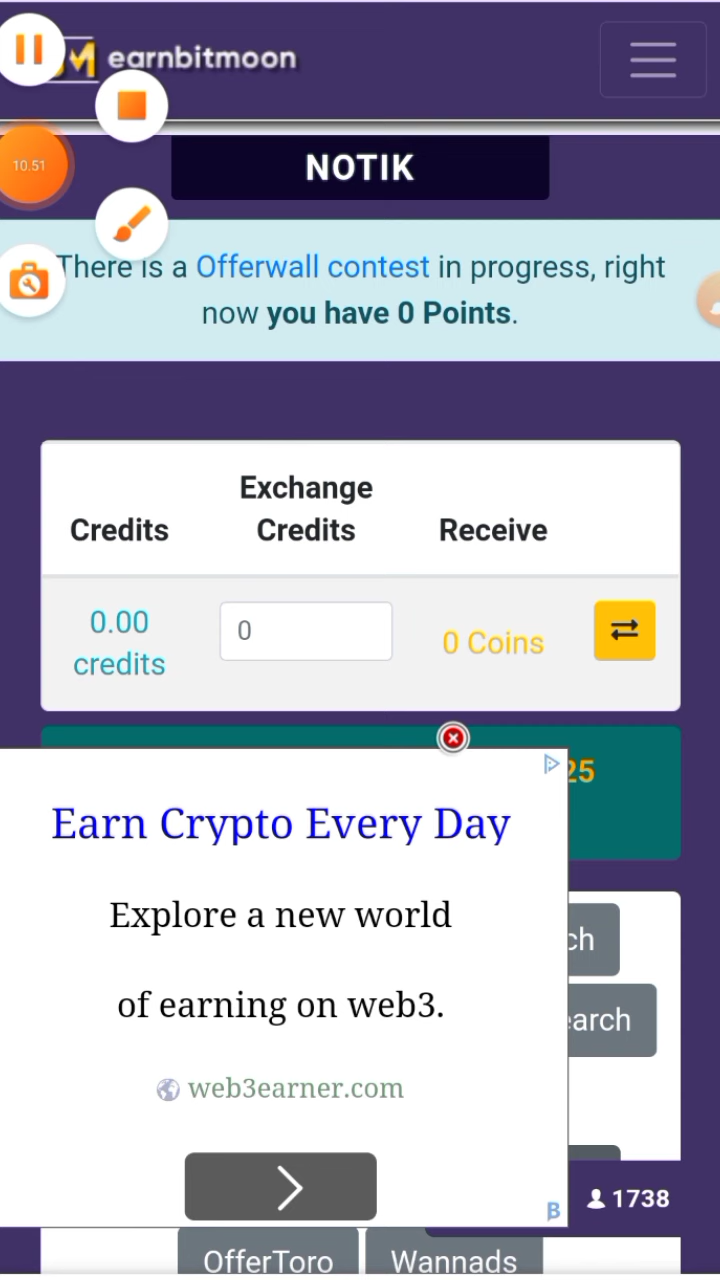 earnbitmoon
10.51
NOTIK
There is a Offerwall contest in progress, right
now you have 0 Points.
Exchange
Credits Credits Receive
0.00
credits
0
0 Coins
25
Earn Crypto Every Day
Explore a new world
of earning on web3.
web3earner.com
ch
earch
1738
OfferToro Wannads